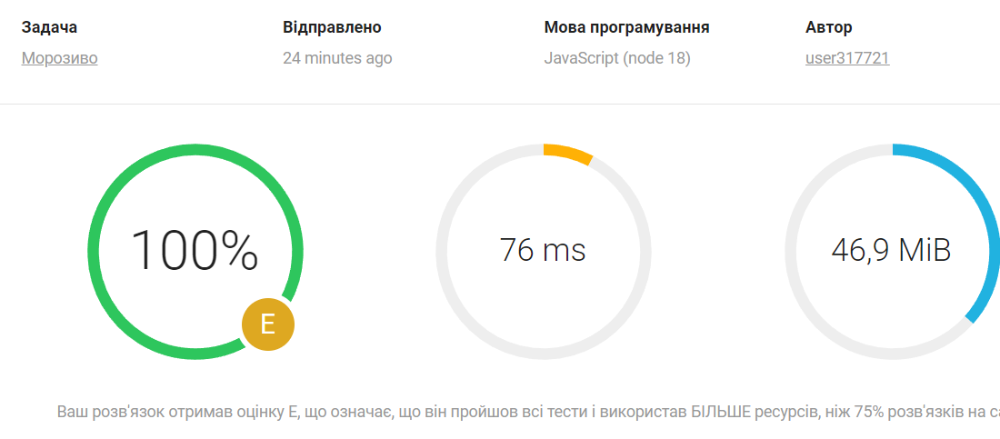 Задача Відправлено Мова програмування Автор
Морозиво 24 minutes ago JavaScript (node 18) user317721
100% 76 ms 46,9 MiB
E
Ваш розв'язок отримав оцінку E, що означає, що він пройшов всі тести і використав БІЛЬШЕ ресурсів, ніж 75% розв'язків на